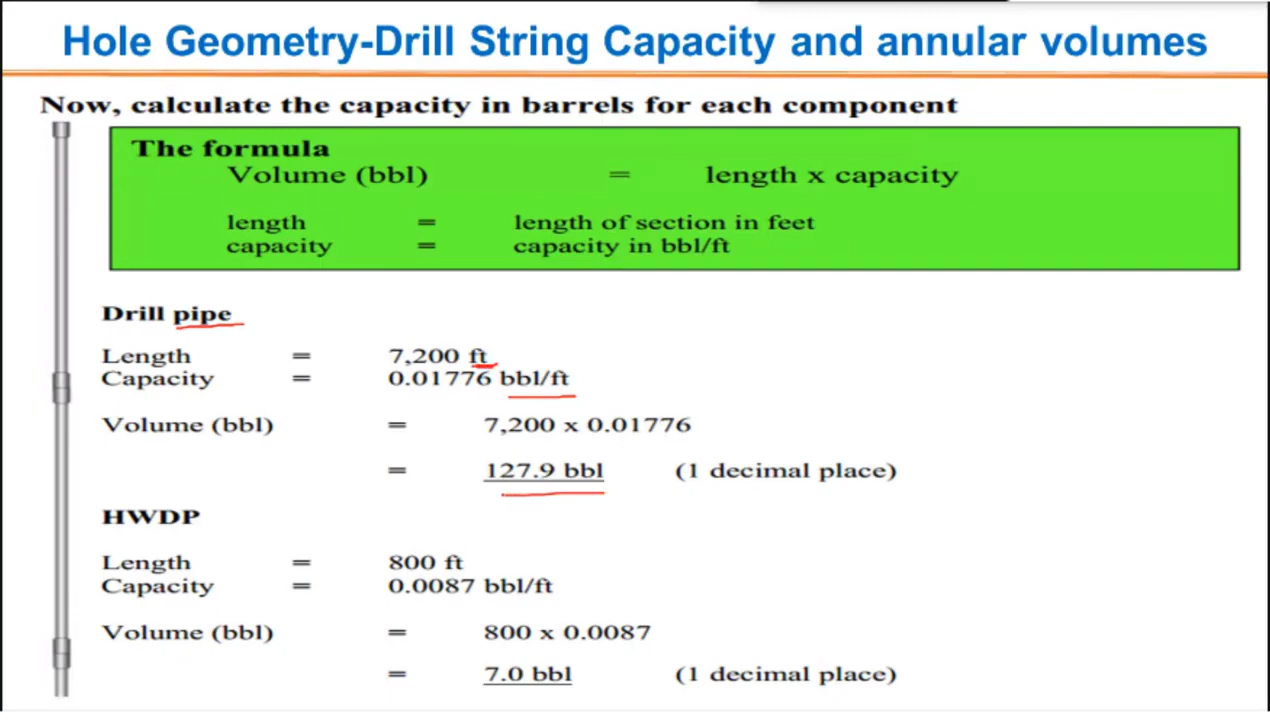 Hole Geometry-Drill String Capacity and annular volumes
Now, calculate the capacity in barrels for each component
The formula
Volume (bbl) = length x capacity
length = length of section in feet
capacity = capacity in bbl/ft
Drill pipe
Length = 7,200 ft
Capacity = 0.01776 bbl/ft
Volume (bbl) = 7,200 x 0.01776
= 127.9 bbl (1 decimal place)
HWDP
Length = 800 ft
Capacity = 0.0087 bbl/ft
Volume (bbl) = 800 x 0.0087
= 7.0 bbl (1 decimal place)